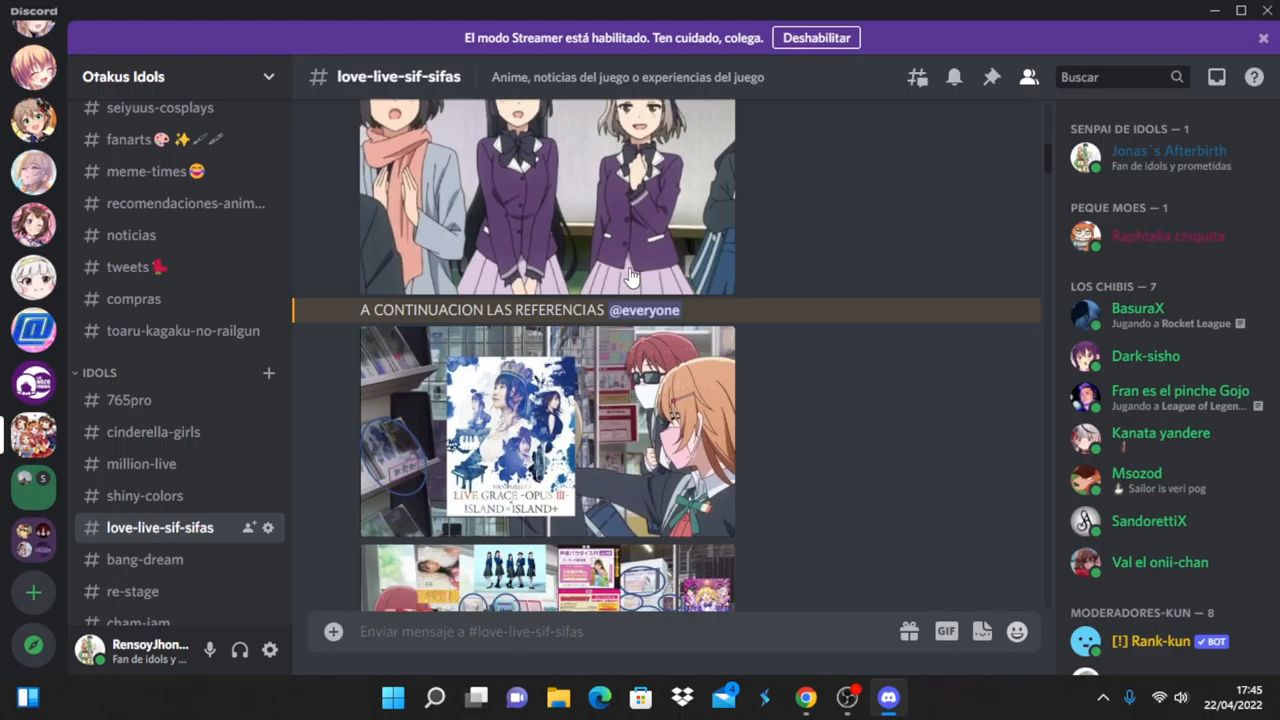 Discord
El modo Streamer está habilitado. Ten cuidado, colega.
Deshabilitar
Otakus Idols
seiyuus-cosplays
fanarts🎨✨🖌🖌
meme-times😂
recomendaciones-anim...
noticias
tweets
compras
toaru-kagaku-no-railgun
IDOLS
765pro
cinderella-girls
million-live
shiny-colors
love-live-sif-sifas
bang-dream
re-stage
cham-jam
RensoyJhon...
Fan de idols y ...
love-live-sif-sifas
Anime, noticias del juego o experiencias del juego
Buscar
A CONTINUACION LAS REFERENCIAS @everyone
LIVE GRACE -OPUS III-
ISLAND×ISLAND+
Enviar mensaje a #love-live-sif-sifas
GIF
SENPAI DE IDOLS — 1
Jonas`s Afterbirth
Fan de idols y prometidas
PEQUE MOES — 1
Raphtalia chiquita
LOS CHIBIS — 7
BasuraX
Jugando a Rocket League
Dark-sisho
Fran es el pinche Gojo
Jugando a League of Legen...
Kanata yandere
Msozod
Sailor is veri pog
SandorettiX
Val el onii-chan
MODERADORES-KUN — 8
[!] Rank-kun ✓ BOT
S
4
17:45
22/04/2022